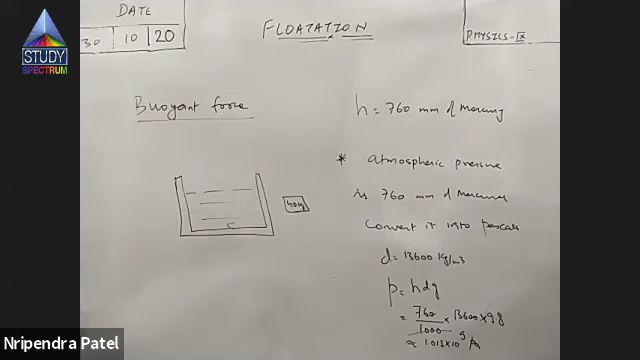 DATE
30 10 20
FLOATATION
PHYSICS-IX
STUDY
SPECTRUM
Buoyant force
h = 760 mm of Mercury
* atmospheric pressure
is 760 mm of Mercury
Convert it into pascal
d = 13600 kg/m3
p = hdg
= 760/1000 × 13600 × 9.8
≈ 1.013×10^5 Pa
Nripendra Patel